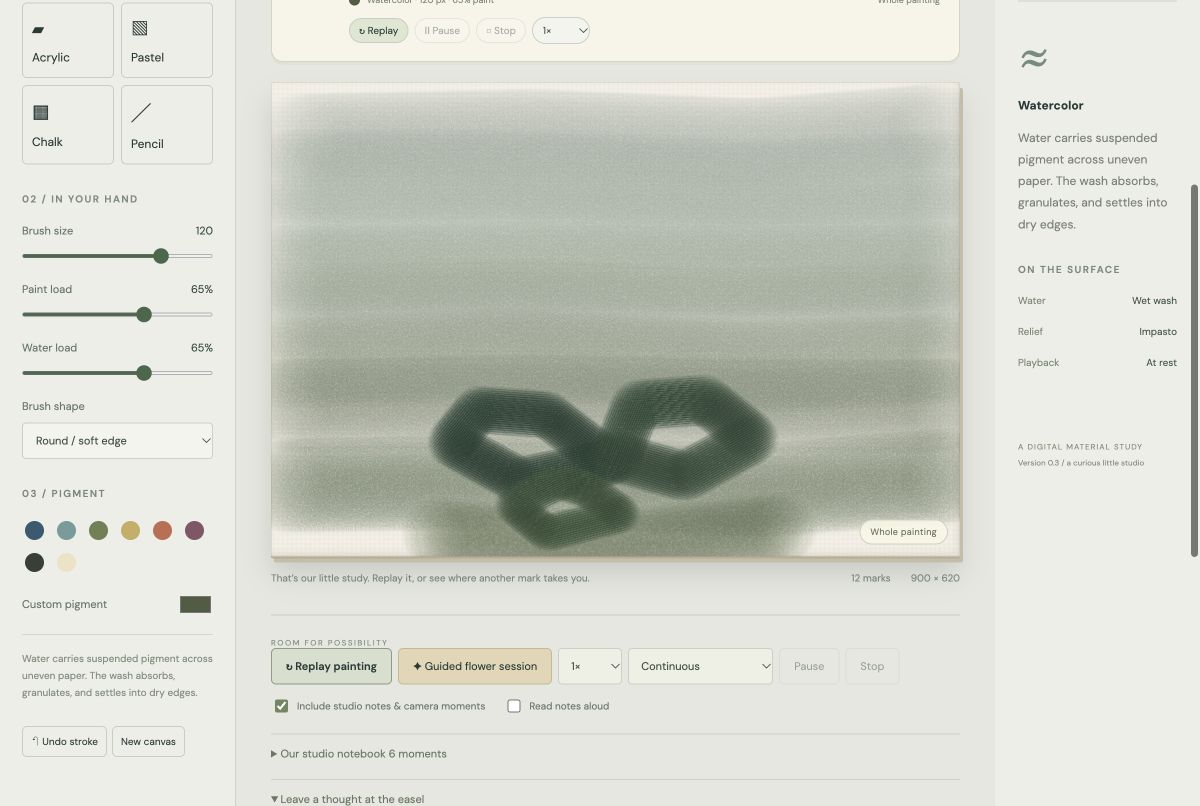 Acrylic
Pastel
Chalk
Pencil
02 / IN YOUR HAND
Brush size 120
Paint load 65%
Water load 65%
Brush shape
Round / soft edge
03 / PIGMENT
Custom pigment
Water carries suspended pigment across
uneven paper. The wash absorbs,
granulates, and settles into dry edges.
Undo stroke
New canvas
Watercolor · 120 px · 65% paint
Whole painting
↻ Replay
II Pause
Stop
1×
Whole painting
That's our little study. Replay it, or see where another mark takes you.
12 marks
900 × 620
ROOM FOR POSSIBILITY
↻ Replay painting
✦ Guided flower session
1×
Continuous
Pause
Stop
Include studio notes & camera moments
Read notes aloud
▶ Our studio notebook 6 moments
▼ Leave a thought at the easel
Watercolor
Water carries suspended
pigment across uneven
paper. The wash absorbs,
granulates, and settles into
dry edges.
ON THE SURFACE
Water Wet wash
Relief Impasto
Playback At rest
A DIGITAL MATERIAL STUDY
Version 0.3 / a curious little studio